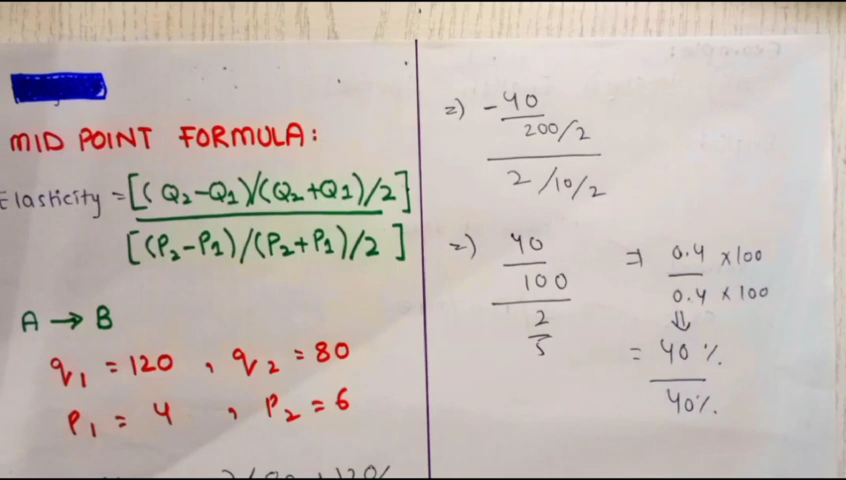 MID POINT FORMULA:
Elasticity = [(Q₂-Q₁)/(Q₂+Q1)/2]
[(P₂-P₁)/(P₂+P₁)/2]
A → B
q₁ = 120 , q₂ = 80
P₁ = 4 , P₂ = 6
=) -40
200/2
2/10/2
=) 40
100
2
5
⇒ 0.4 × 100
0.4 × 100
⇓
= 40 %
40%.